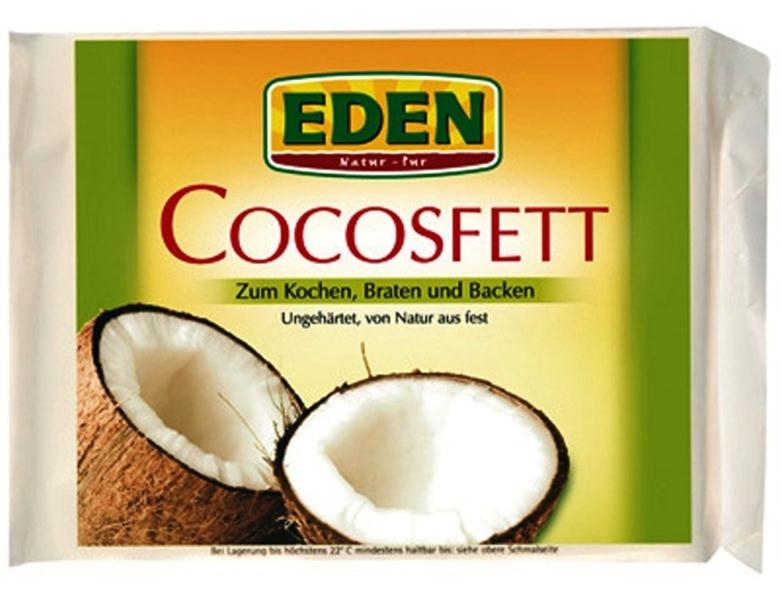 EDEN
Natur-Pur
COCOSFETT
Zum Kochen, Braten und Backen
Ungehärtet, von Natur aus fest
Bei Lagerung bis höchstens 22° C mindestens haltbar bis: siehe obere Schmalseite